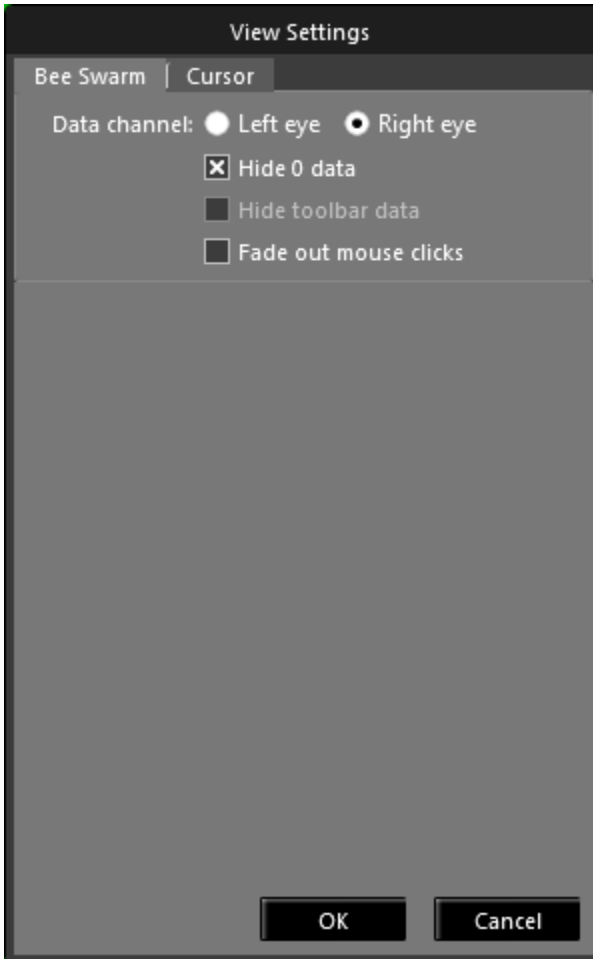 View Settings
Bee Swarm Cursor
Data channel: Left eye Right eye
Hide 0 data
Hide toolbar data
Fade out mouse clicks
OK Cancel